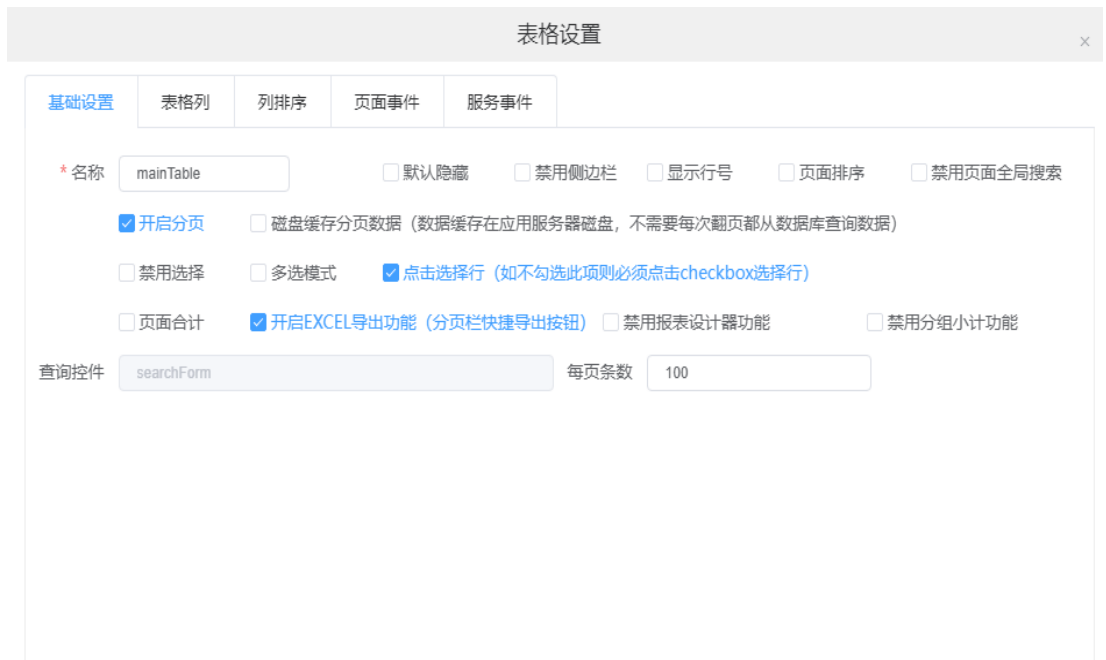 表格设置
×
基础设置 表格列 列排序 页面事件 服务事件
* 名称 mainTable 默认隐藏 禁用侧边栏 显示行号 页面排序 禁用页面全局搜索
开启分页 磁盘缓存分页数据（数据缓存在应用服务器磁盘，不需要每次翻页都从数据库查询数据）
禁用选择 多选模式 点击选择行（如不勾选此项则必须点击checkbox选择行）
页面合计 开启EXCEL导出功能（分页栏快捷导出按钮） 禁用报表设计器功能 禁用分组小计功能
查询控件 searchForm 每页条数 100